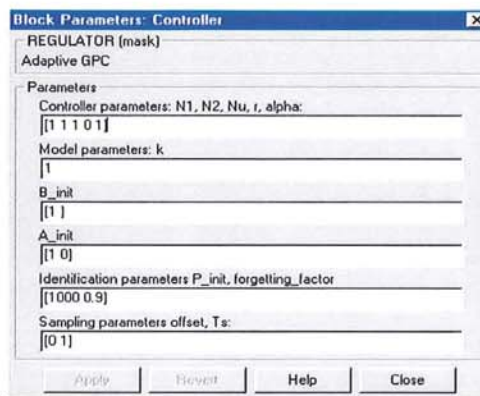 Block Parameters: Controller
REGULATOR (mask)
Adaptive GPC
Parameters
Controller parameters: N1, N2, Nu, r, alpha:
[1 1 1 0 1]
Model parameters: k
1
B_init
[1 ]
A_init
[1 0]
Identification parameters P_init, forgetting_factor
[1000 0.9]
Sampling parameters offset, Ts:
[0 1]
Apply Revert Help Close